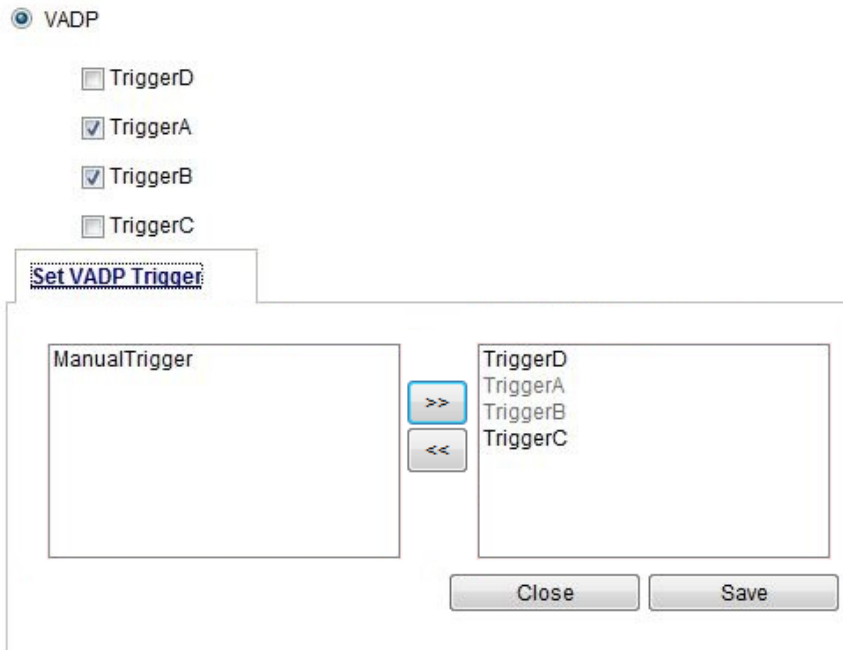 VADP
TriggerD
TriggerA
TriggerB
TriggerC
Set VADP Trigger
ManualTrigger
TriggerD
TriggerA
>>
TriggerB
TriggerC
<<
Close Save